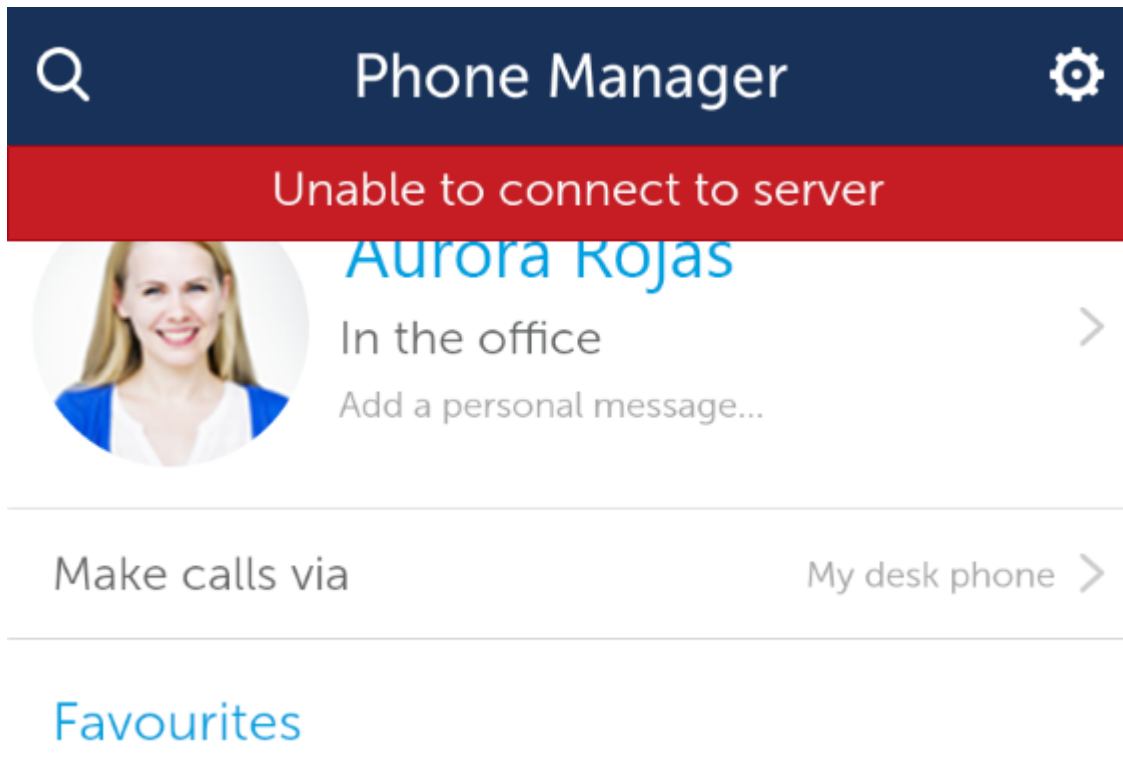 Phone Manager
Unable to connect to server
Aurora Rojas
In the office
Add a personal message...
Make calls via
My desk phone
Favourites